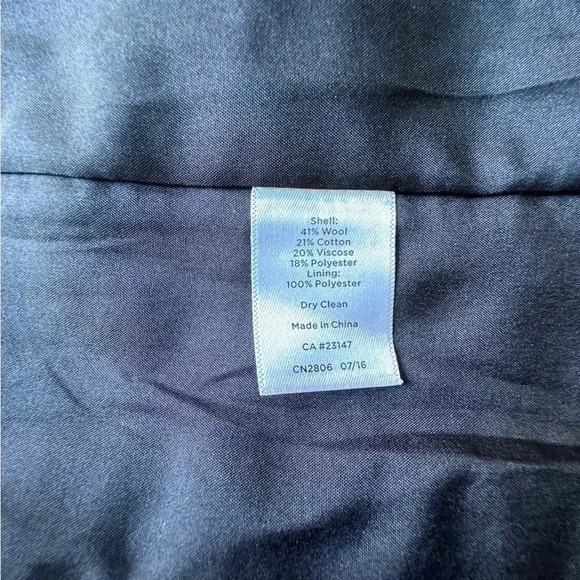 Shell:
41% Wool
21% Cotton
20% Viscose
18% Polyester
Lining:
100% Polyester
Dry Clean
Made in China
CA #23147
CN2806 07/16